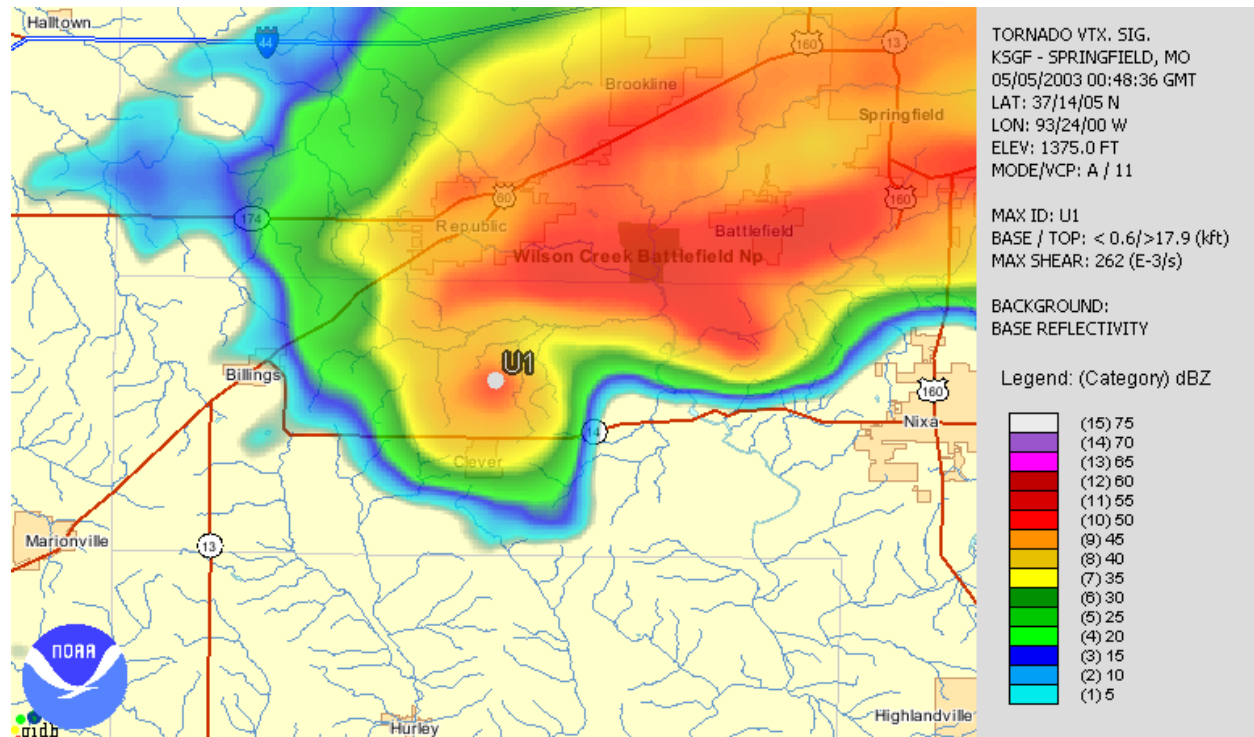 Halltown
44
160
13
Brookline
Springfield
60
160
174
Republic
Battlefield
Wilson Creek Battlefield Np
U1
Billings
160
Nixa
14
Clever
Marionville
13
NOAA
gidb
Hurley
Highlandville
TORNADO VTX. SIG.
KSGF - SPRINGFIELD, MO
05/05/2003 00:48:36 GMT
LAT: 37/14/05 N
LON: 93/24/00 W
ELEV: 1375.0 FT
MODE/VCP: A / 11
MAX ID: U1
BASE / TOP: < 0.6/>17.9 (kft)
MAX SHEAR: 262 (E-3/s)
BACKGROUND:
BASE REFLECTIVITY
Legend: (Category) dBZ
(15) 75
(14) 70
(13) 65
(12) 60
(11) 55
(10) 50
(9) 45
(8) 40
(7) 35
(6) 30
(5) 25
(4) 20
(3) 15
(2) 10
(1) 5